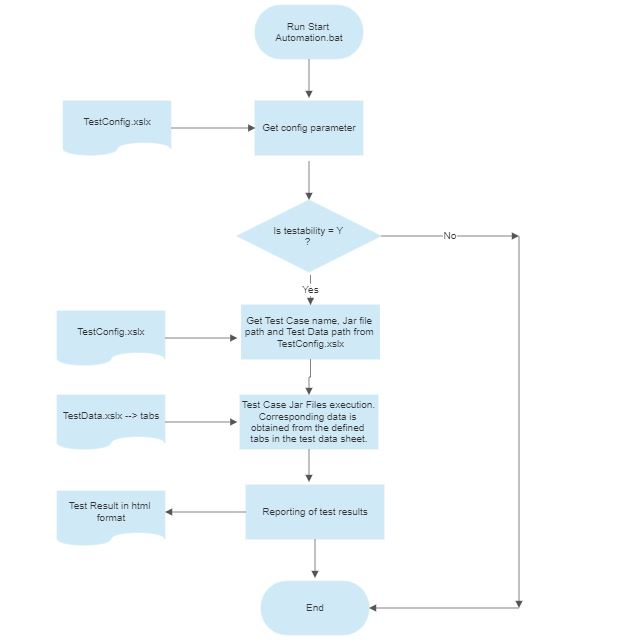 Run Start
Automation.bat
TestConfig.xslx
Get config parameter
Is testability = Y
?
No
Yes
TestConfig.xslx
Get Test Case name, Jar file
path and Test Data path from
TestConfig.xslx
TestData.xslx --> tabs
Test Case Jar Files execution.
Corresponding data is
obtained from the defined
tabs in the test data sheet.
Test Result in html
format
Reporting of test results
End